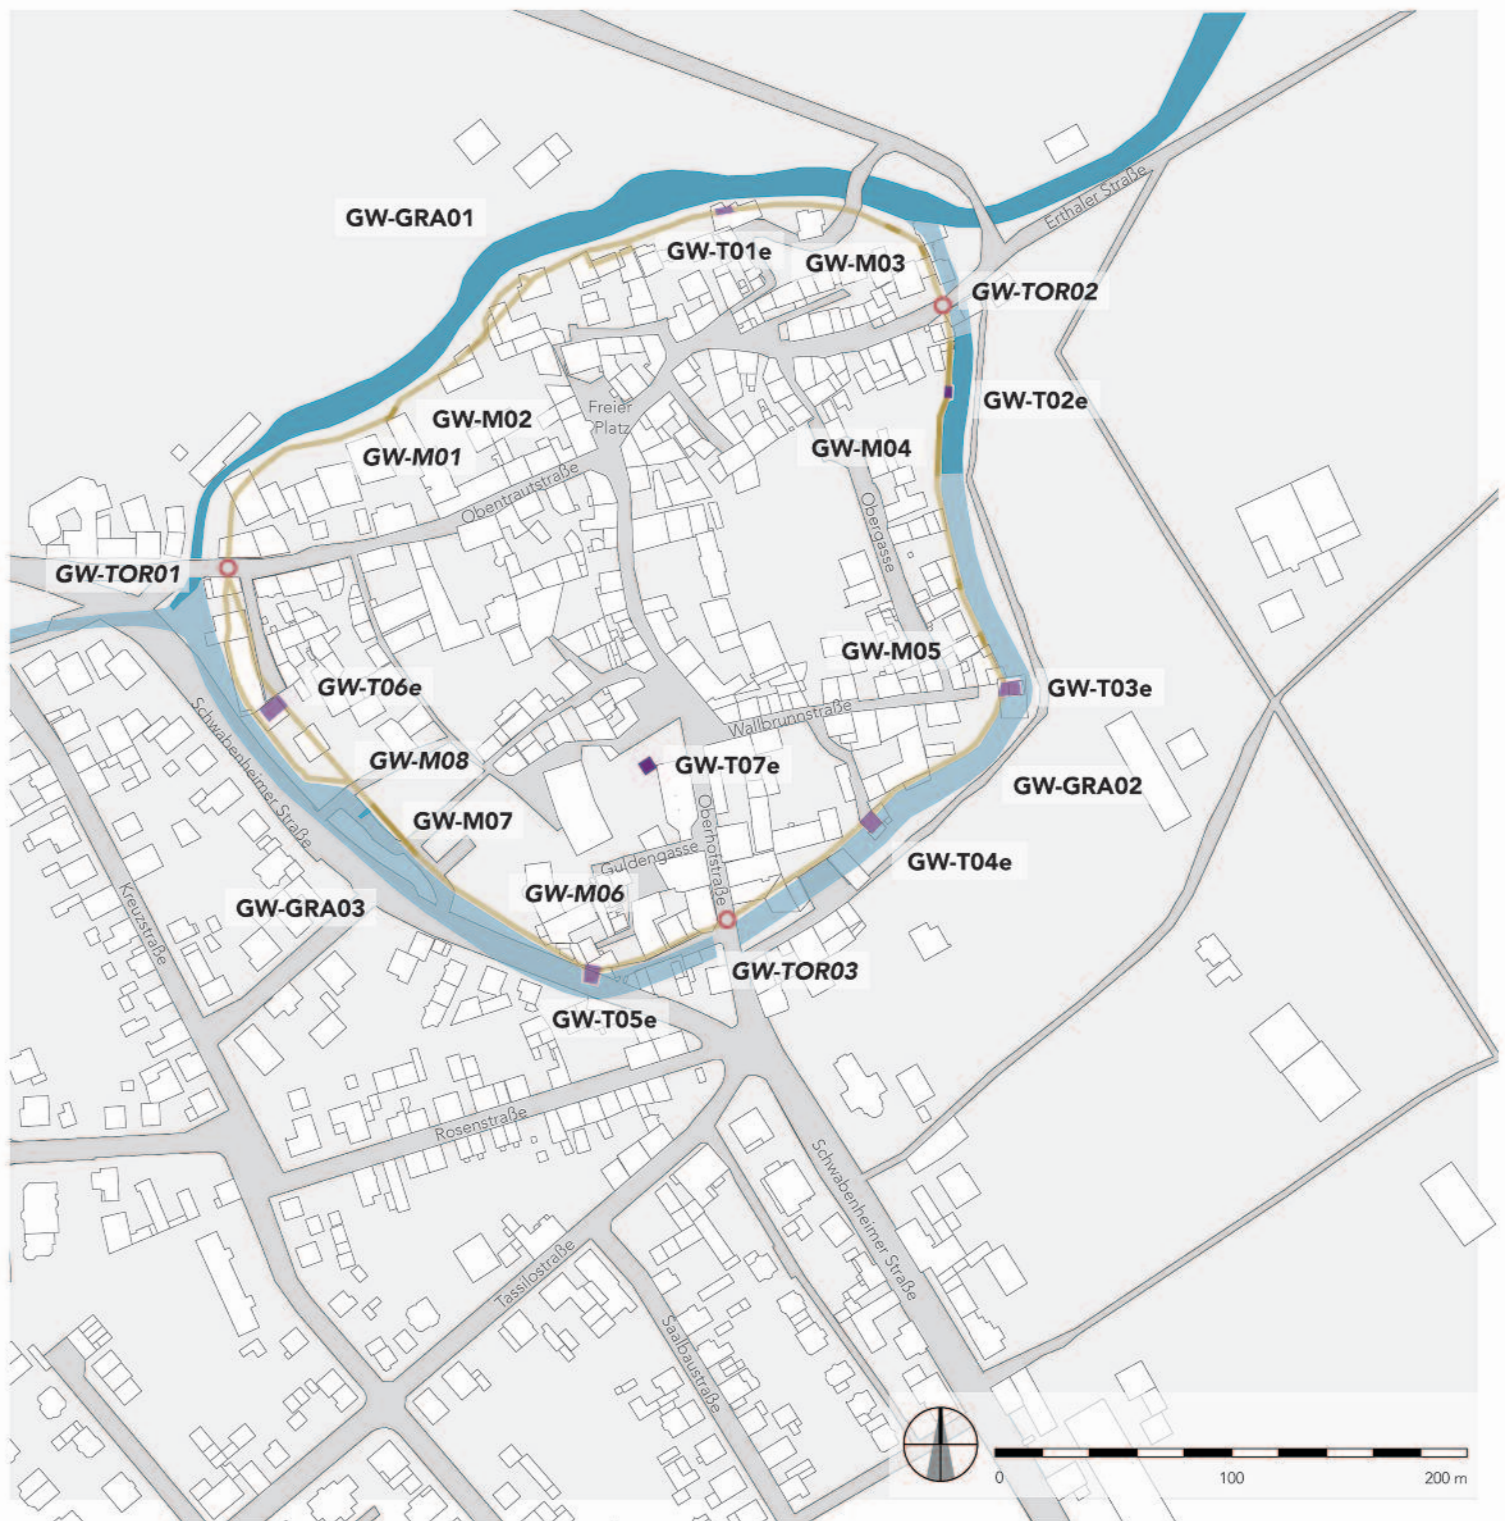 Erthaler Straße
GW-GRA01
GW-T01e
GW-M03
GW-TOR02
GW-T02e
Freier
Platz
GW-M02
GW-M01
GW-M04
Obentrautstraße
Obergasse
GW-TOR01
GW-M05
GW-T06e
GW-T03e
Wallbrunnstraße
Schwabenheimer Straße
GW-M08
GW-T07e
GW-GRA02
GW-M07
Oberhofstraße
Guldengasse
GW-T04e
GW-M06
GW-GRA03
Kreuzstraße
GW-TOR03
GW-T05e
Rosenstraße
Schwabenheimer Straße
Tassilostraße
Saalbaustraße
0 100 200 m